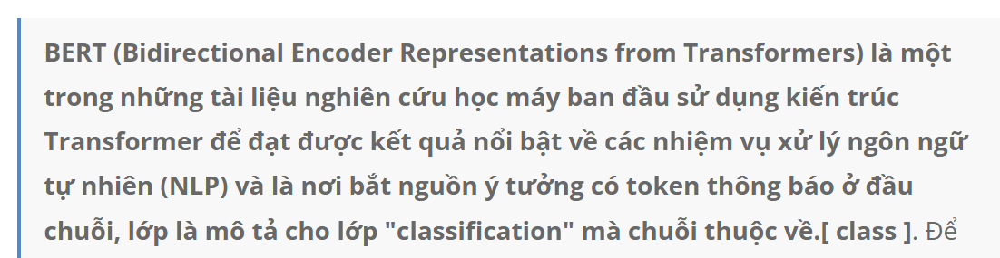 BERT (Bidirectional Encoder Representations from Transformers) là một
trong những tài liệu nghiên cứu học máy ban đầu sử dụng kiến trúc
Transformer để đạt được kết quả nổi bật về các nhiệm vụ xử lý ngôn ngữ
tự nhiên (NLP) và là nơi bắt nguồn ý tưởng có token thông báo ở đầu
chuỗi, lớp là mô tả cho lớp "classification" mà chuỗi thuộc về.[ class ]. Để